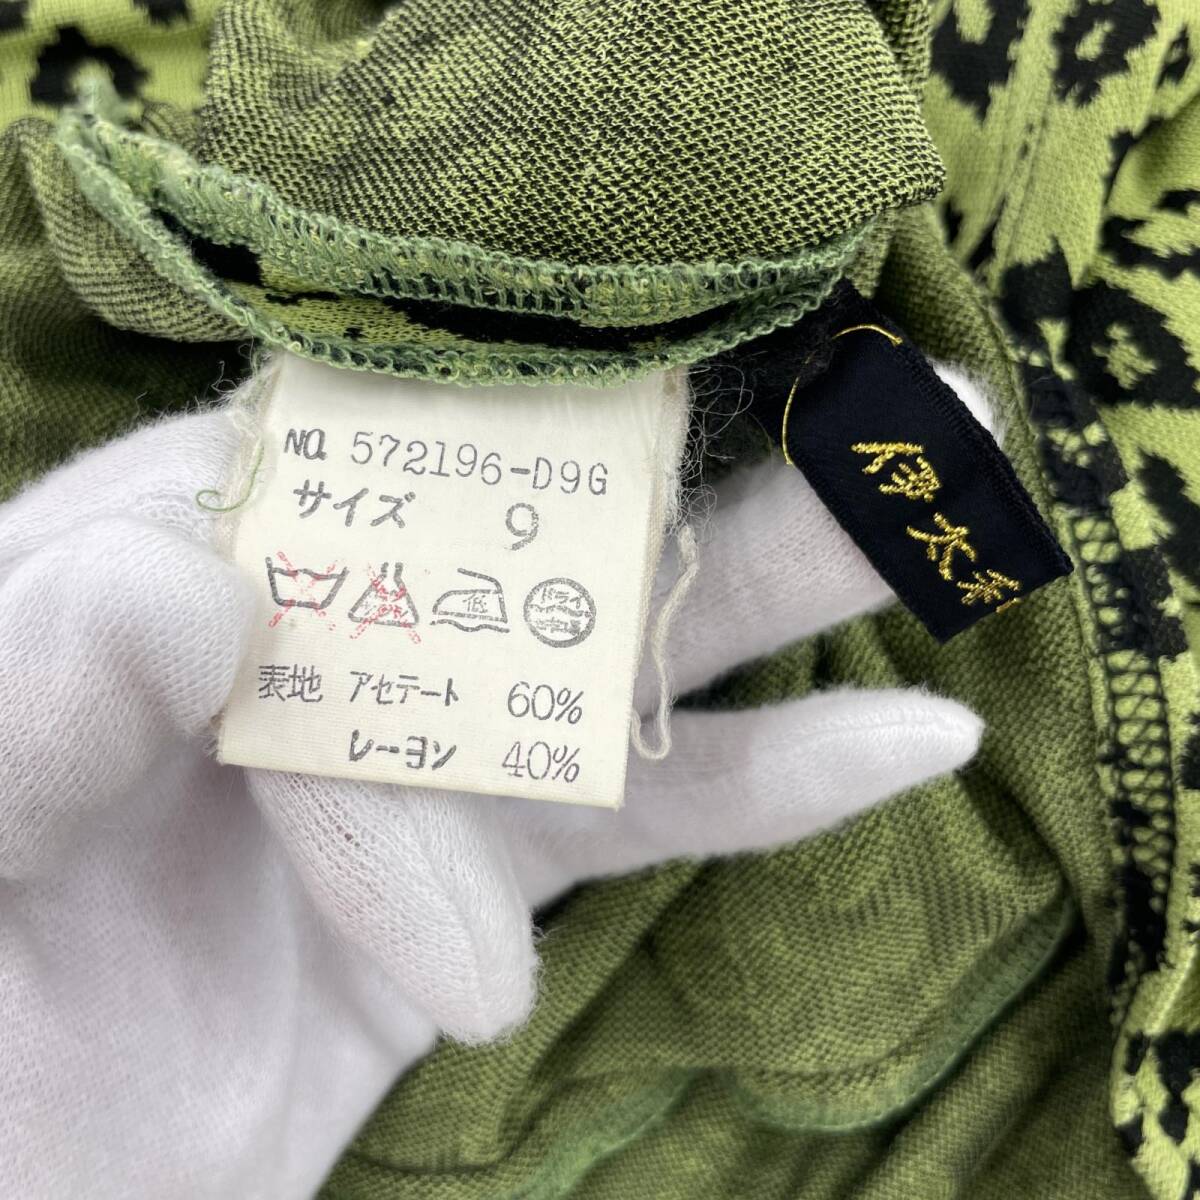 No. 572196-D9G
サイズ 9
低 ドライ
表地 アセテート 60%
レーヨン 40%
伊太利